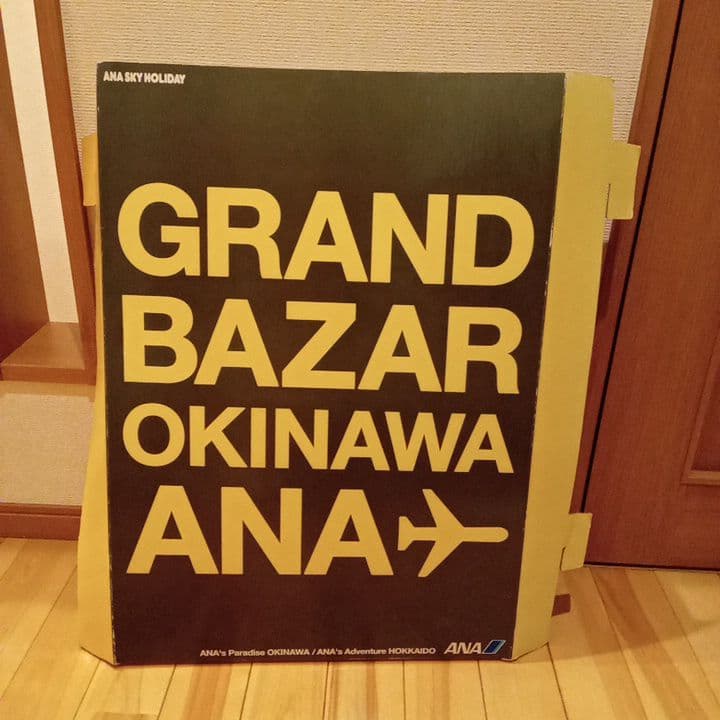 ANA SKY HOLIDAY
GRAND
BAZAR
OKINAWA
ANA
ANA's Paradise OKINAWA / ANA's Adventure HOKKAIDO ANA